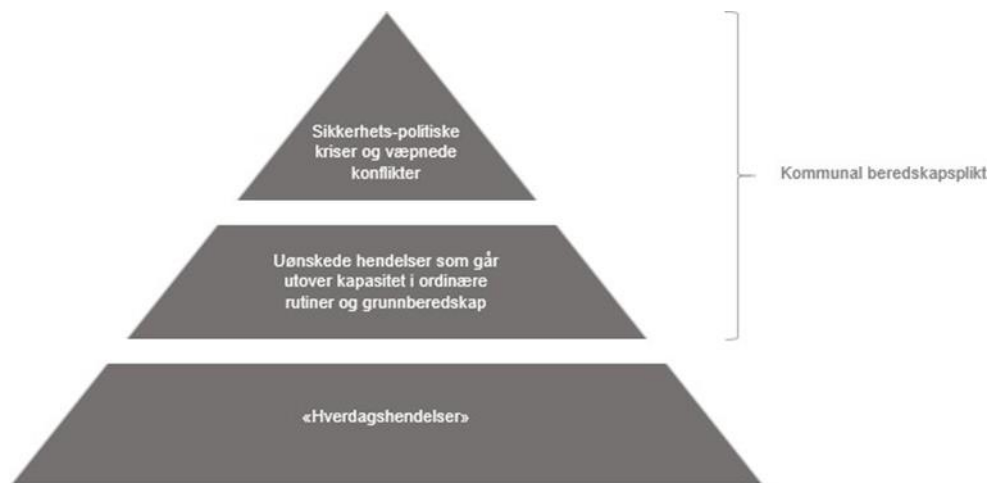 Sikkerhets-politiske
kriser og væpnede
konflikter
Kommunal beredskapsplikt
Uønskede hendelser som går
utover kapasitet i ordinære
rutiner og grunnberedskap
«Hverdagshendelser»